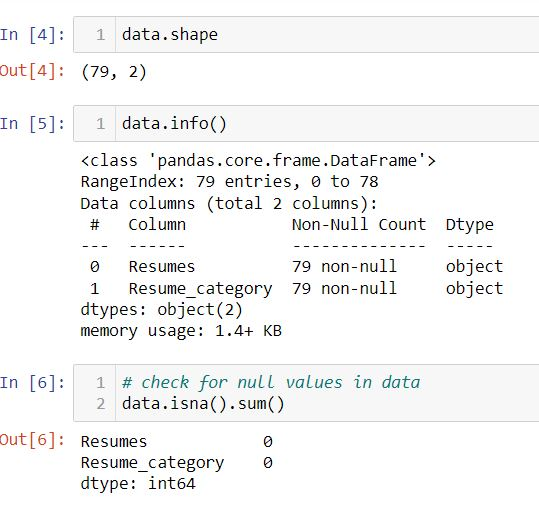 In [4]: 1 data.shape
Out[4]: (79, 2)
In [5]: 1 data.info()
<class 'pandas.core.frame.DataFrame'>
RangeIndex: 79 entries, 0 to 78
Data columns (total 2 columns):
 #   Column           Non-Null Count  Dtype
---  ------           --------------  -----
 0   Resumes          79 non-null     object
 1   Resume_category  79 non-null     object
dtypes: object(2)
memory usage: 1.4+ KB
In [6]: 1 # check for null values in data
2 data.isna().sum()
Out[6]: Resumes            0
Resume_category    0
dtype: int64